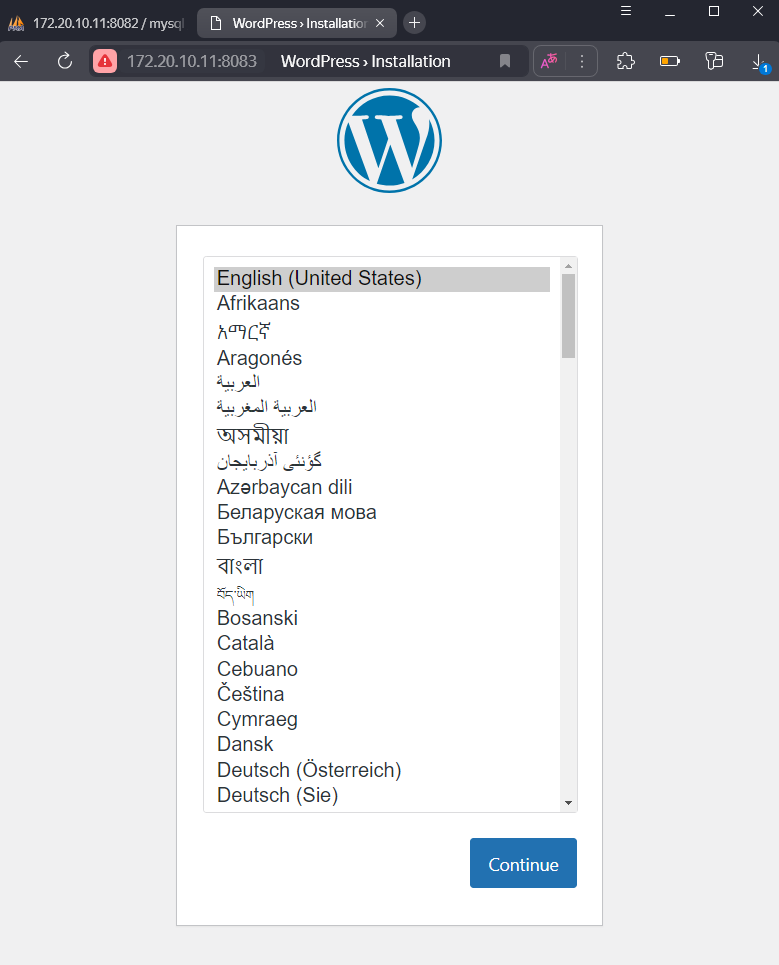 172.20.10.11:8082 / mysql
WordPress › Installation
172.20.10.11:8083 WordPress › Installation
1
English (United States)
Afrikaans
አማርኛ
Aragonés
العربية
العربية المغربية
অসমীয়া
گؤنئی آذربایجان
Azərbaycan dili
Беларуская мова
Български
বাংলা
བོད་ཡིག
Bosanski
Català
Cebuano
Čeština
Cymraeg
Dansk
Deutsch (Österreich)
Deutsch (Sie)
Continue